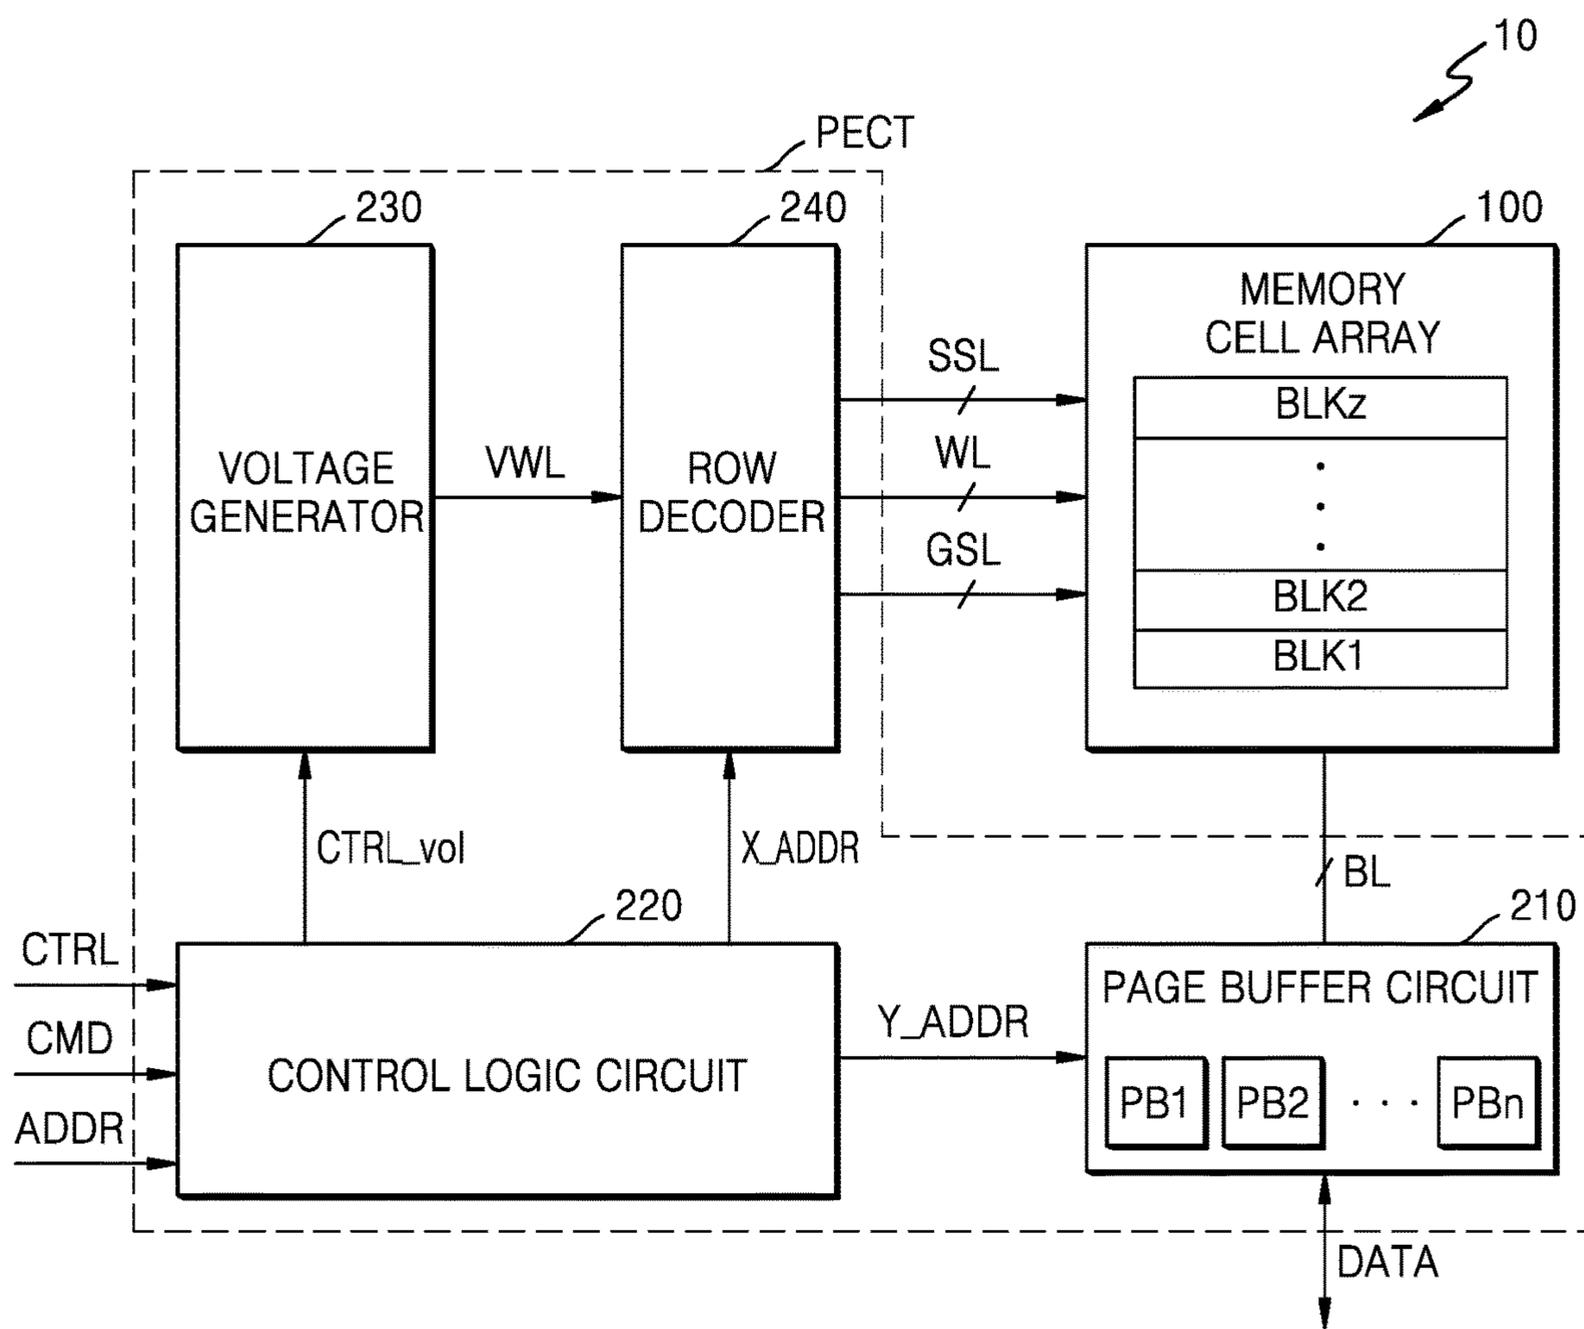 10
PECT
230
240
100
MEMORY
CELL ARRAY
SSL
BLKz
VOLTAGE
GENERATOR
VWL
ROW
DECODER
WL
GSL
BLK2
BLK1
CTRL_vol
X_ADDR
BL
220
210
CTRL
CMD
ADDR
CONTROL LOGIC CIRCUIT
Y_ADDR
PAGE BUFFER CIRCUIT
PB1 PB2 · · · PBn
DATA